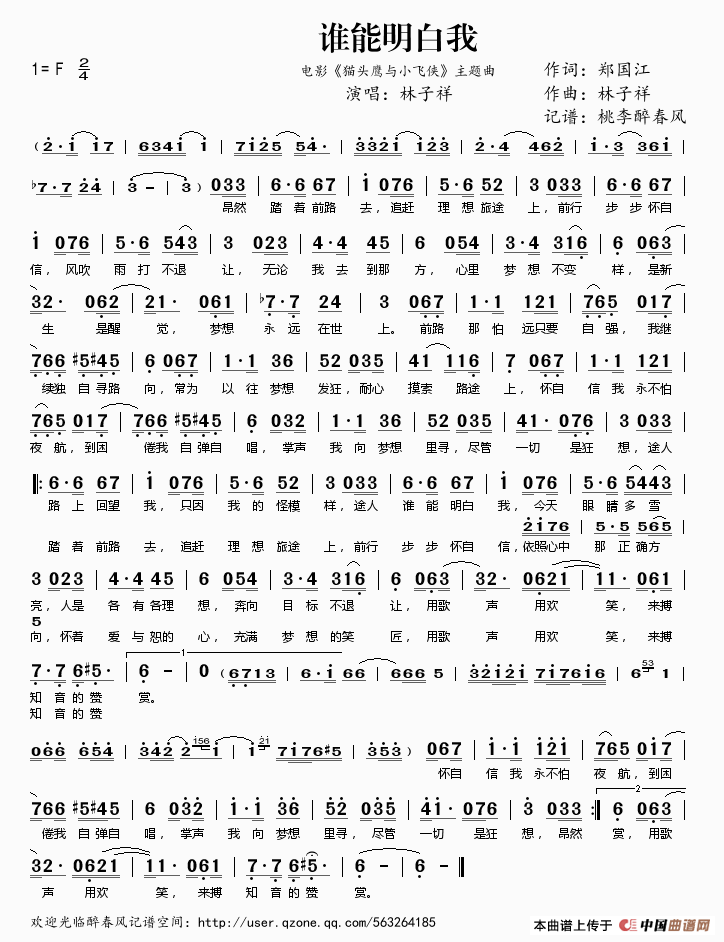 谁能明白我
1= F 2/4
电影《猫头鹰与小飞侠》主题曲
演唱：林子祥
作词：郑国江
作曲：林子祥
记谱：桃李醉春风
( 2·1 17 | 6341 1 | 7125 54· | 3321 123 | 2·4 462 | 1·3 361 |
♭7·7 24 | 3 – | 3 ) 033 | 6·6 67 | 1 076 | 5·6 52 | 3 033 | 6·6 67 |
昂然 踏着前路 去，追赶 理想旅途 上，前行 步步怀自
1 076 | 5·6 543 | 3 023 | 4·4 45 | 6 054 | 3·4 316 | 6 063 |
信，风吹 雨打不退 让，无论 我去到那 方，心里 梦想不变 样，是新
32· 062 | 21· 061 | ♭7·7 24 | 3 067 | 1·1 121 | 765 017 |
生 是醒 觉，梦想 永远在世 上。前路 那怕远只要 自强，我继
766 #5#45 | 6 067 | 1·1 36 | 52 035 | 41 116 | 7 067 | 1·1 121 |
续独自寻路 向，常为 以往梦想 发狂，耐心 摸索路途 上，怀自 信我永不怕
765 017 | 766 #5#45 | 6 032 | 1·1 36 | 52 035 | 41· 076 | 3 033 |
夜航，到困 倦我自弹自 唱，掌声 我向梦想 里寻，尽管 一切是狂 想，途人
‖: 6·6 67 | 1 076 | 5·6 52 | 3 033 | 6·6 67 | 1 076 | 5·6 5443 |
路上回望 我，只因 我的怪模 样，途人 谁能明白 我，今天 眼睛多雪
2176 | 5·5 565 |
踏着前路 去，追赶 理想旅途 上，前行 步步怀自 信，依照心中 那正确方
3 023 | 4·4 45 | 6 054 | 3·4 316 | 6 063 | 32· 0621 | 11· 061 |
亮，人是 各有各理 想，奔向 目标不退 让，用歌 声用欢 笑，来搏
5
向，怀着 爱与恕的 心，充满 梦想的笑 匠，用歌 声用欢 笑，来搏
7·7 6#5· | 1 6 – | 0 ( 6713 | 6·1 66 | 666 5 | 32121 717616 | 6 53 1 |
知音的赞 赏。
知音的赞
066 654 | 342 2 156 1 | 1 21 7176#5 | 353 ) | 067 | 1·1 121 | 765 017 |
怀自 信我永不怕 夜航，到困
766 #5#45 | 6 032 | 1·1 36 | 52 035 | 41· 076 | 3 033 :‖ 2 6 063 |
倦我自弹自 唱，掌声 我向梦想 里寻，尽管 一切是狂 想，昂然 赏，用歌
32· 0621 | 11· 061 | 7·7 6#5· | 6 – | 6 – ‖
声用欢 笑，来搏 知音的赞 赏。
欢迎光临醉春风记谱空间：http://user.qzone.qq.com/563264185
本曲谱上传于 中国曲谱网